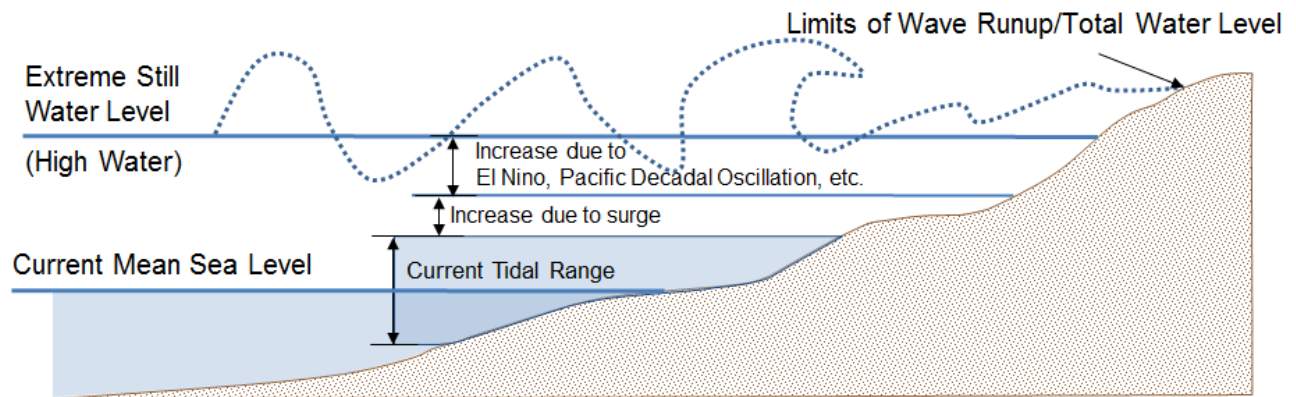 Limits of Wave Runup/Total Water Level
Extreme Still
Water Level
(High Water)
Increase due to
El Nino, Pacific Decadal Oscillation, etc.
Increase due to surge
Current Mean Sea Level
Current Tidal Range